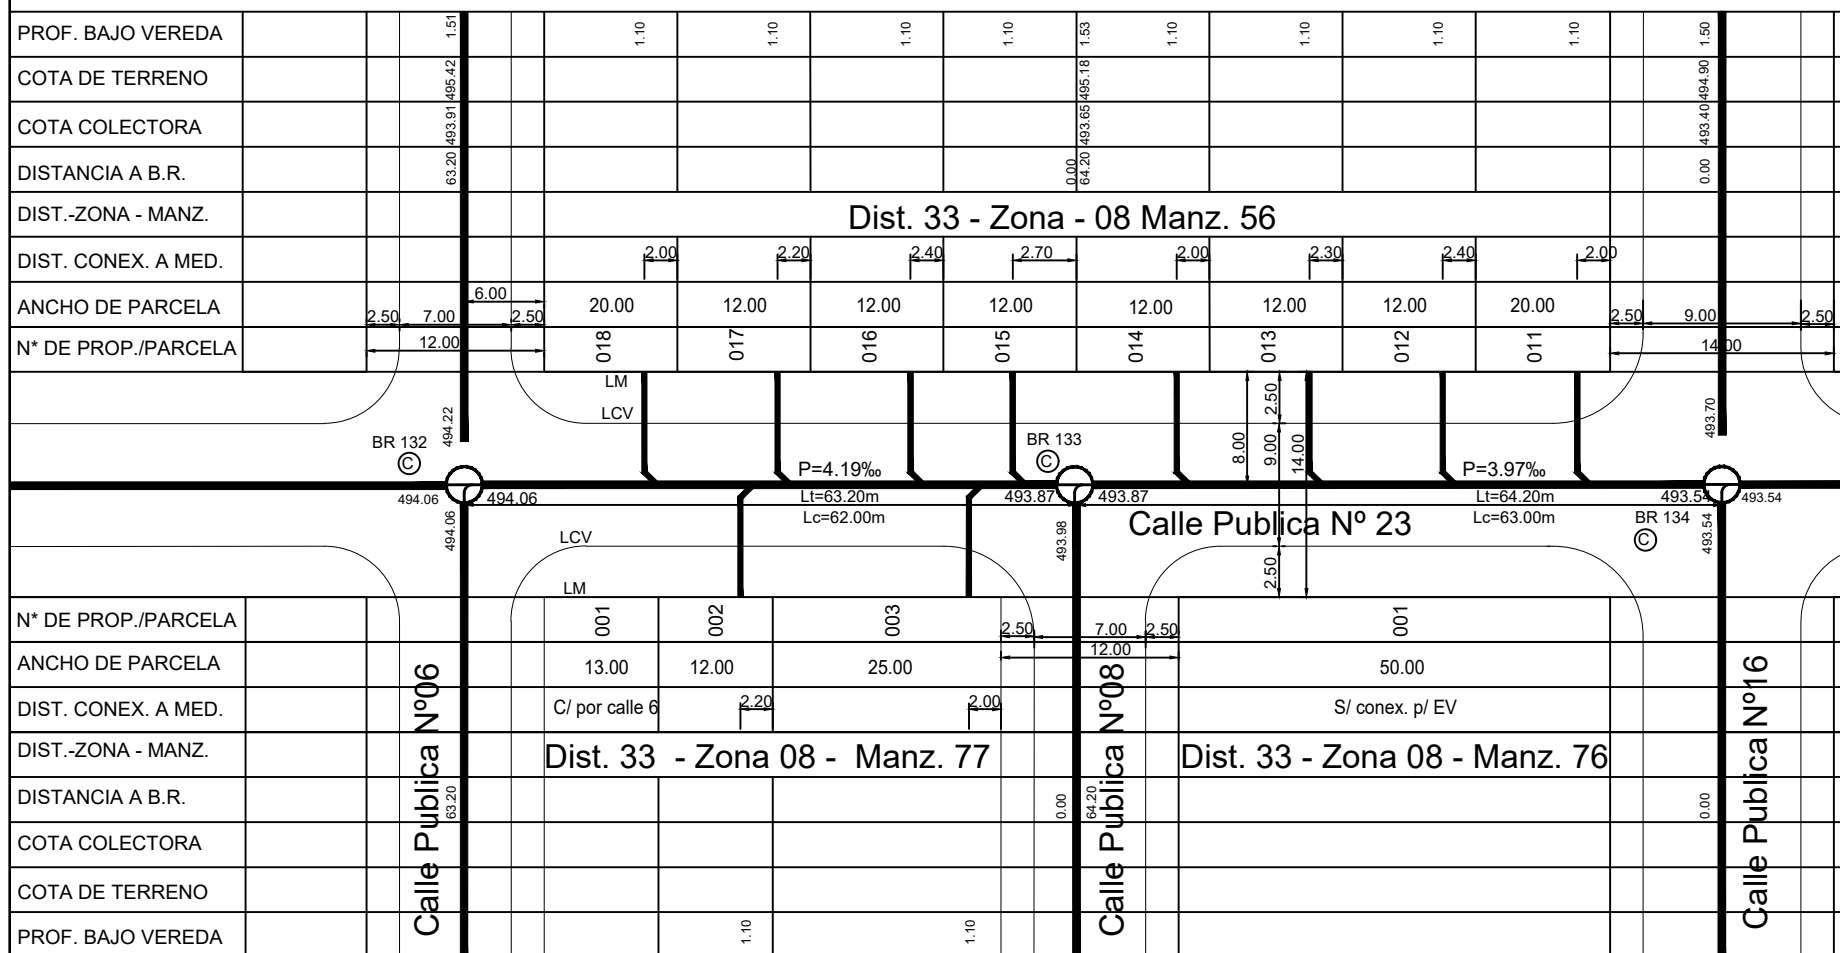 PROF. BAJO VEREDA 1.51 1.10 1.10 1.10 1.10 1.53 1.10 1.10 1.10 1.10 1.50
COTA DE TERRENO 495.42 495.18 494.90
COTA COLECTORA 493.91 493.65 493.40
DISTANCIA A B.R. 63.20 0.00 64.20 0.00
DIST.-ZONA - MANZ. Dist. 33 - Zona - 08 Manz. 56
DIST. CONEX. A MED. 2.00 2.20 2.40 2.70 2.00 2.30 2.40 2.00
ANCHO DE PARCELA 6.00 20.00 12.00 12.00 12.00 12.00 12.00 12.00 20.00
2.50 7.00 2.50 2.50 9.00 2.50
N* DE PROP./PARCELA 12.00 018 017 016 015 014 013 012 011 14.00
LM
LCV
494.22
2.50
493.70
BR 132
C
BR 133
C
8.00
9.00
14.00
P=4.19‰
P=3.97‰
494.06 494.06 Lt=63.20m 493.87 493.87 Lt=64.20m 493.54 493.54
Lc=62.00m Lc=63.00m
Calle Publica Nº 23
BR 134
C
494.06
493.98
493.54
LCV
2.50
LM
N* DE PROP./PARCELA 001 002 003 2.50 7.00 2.50 001
12.00
ANCHO DE PARCELA 13.00 12.00 25.00 50.00
DIST. CONEX. A MED. C/ por calle 6 2.20 2.00 S/ conex. p/ EV
DIST.-ZONA - MANZ. Dist. 33 - Zona 08 - Manz. 77 Dist. 33 - Zona 08 - Manz. 76
DISTANCIA A B.R. 63.20 0.00 64.20 0.00
COTA COLECTORA
COTA DE TERRENO
PROF. BAJO VEREDA 1.10 1.10
Calle Publica Nº06
Calle Publica Nº08
Calle Publica Nº16